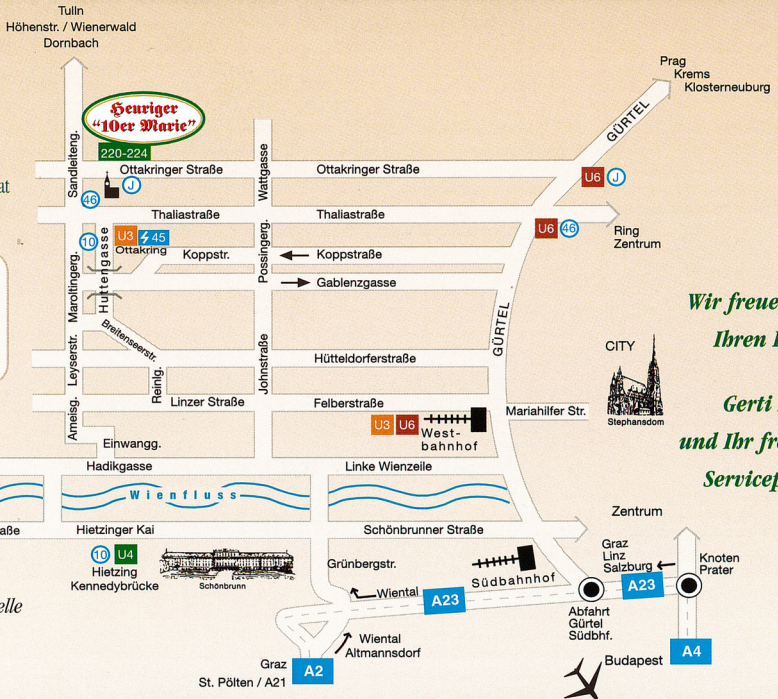 Tulln
Höhenstr. / Wienerwald
Dornbach
Prag
Krems
Klosterneuburg
Heuriger
"10er Marie"
220-224
Sandleiteng.
Ottakringer Straße
Wattgasse
Ottakringer Straße
GÜRTEL
U6 J
J
46
Thaliastraße
Thaliastraße
U6 46
Ring
Zentrum
10
U3 45
Ottakring
Huttengasse
Maroltingerg.
Koppstr.
Possingerg.
Koppstraße
Gablenzgasse
GÜRTEL
Wir freue
Ihren
Breitenseerstr.
Leyserstr.
Johnstraße
Hütteldorferstraße
CITY
Stephansdom
Reinlg.
Linzer Straße
Felberstraße
Ameisg.
U3 U6
West-
bahnhof
Mariahilfer Str.
Gerti
und Ihr fr
Servicep
Einwangg.
Hadikgasse
Linke Wienzeile
Wienfluss
aße
Hietzinger Kai
Schönbrunner Straße
Zentrum
10 U4
Hietzing
Kennedybrücke
Schönbrunn
Grünbergstr.
Südbahnhof
Graz
Linz
Salzburg
Knoten
Prater
Wiental
A23
A23
Abfahrt
Gürtel
Südbhf.
elle
Wiental
Altmannsdorf
Graz
St. Pölten / A21
A2
Budapest
A4